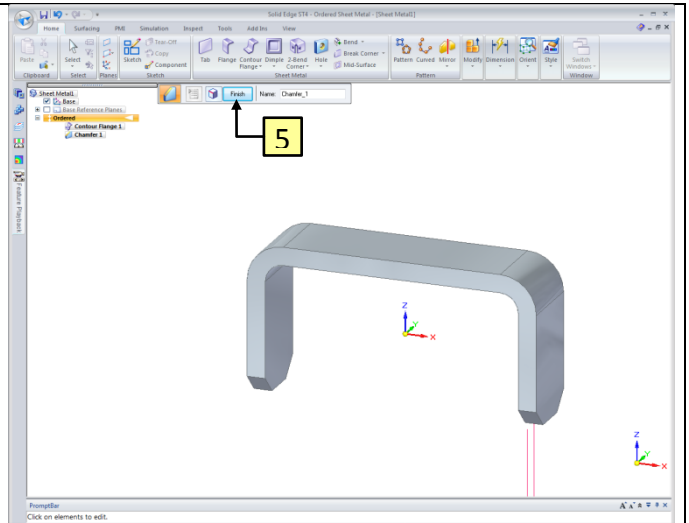 Solid Edge ST4 - Ordered Sheet Metal - [Sheet Metal1]
Home Surfacing PMI Simulation Inspect Tools Add Ins View
Paste Select Sketch Tear-Off Copy Component Tab Flange Contour Flange Dimple 2-Bend Corner Hole Bend Break Corner Mid-Surface Pattern Curved Mirror Modify Dimension Orient Style Switch Windows
Clipboard Select Planes Sketch Sheet Metal Pattern Window
Sheet Metal1
Base
Base Reference Planes
Ordered
Contour Flange 1
Chamfer 1
Finish Name: Chamfer_1
5
Feature Playback
Z
Y
X
Z
Y
X
PromptBar
Click on elements to edit.